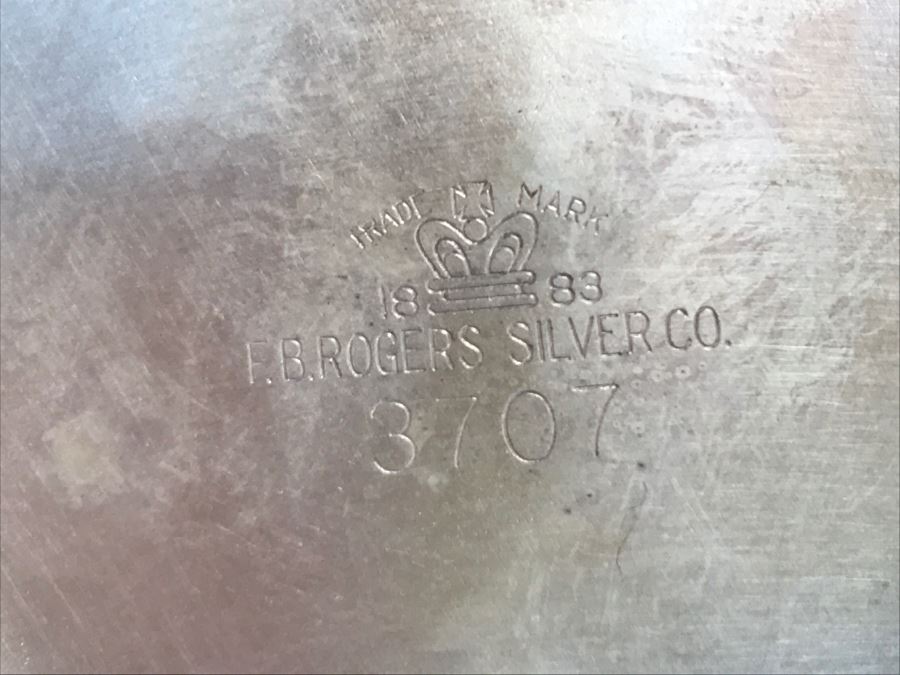 TRADE MARK
18 83
F.B.ROGERS SILVER CO.
3707